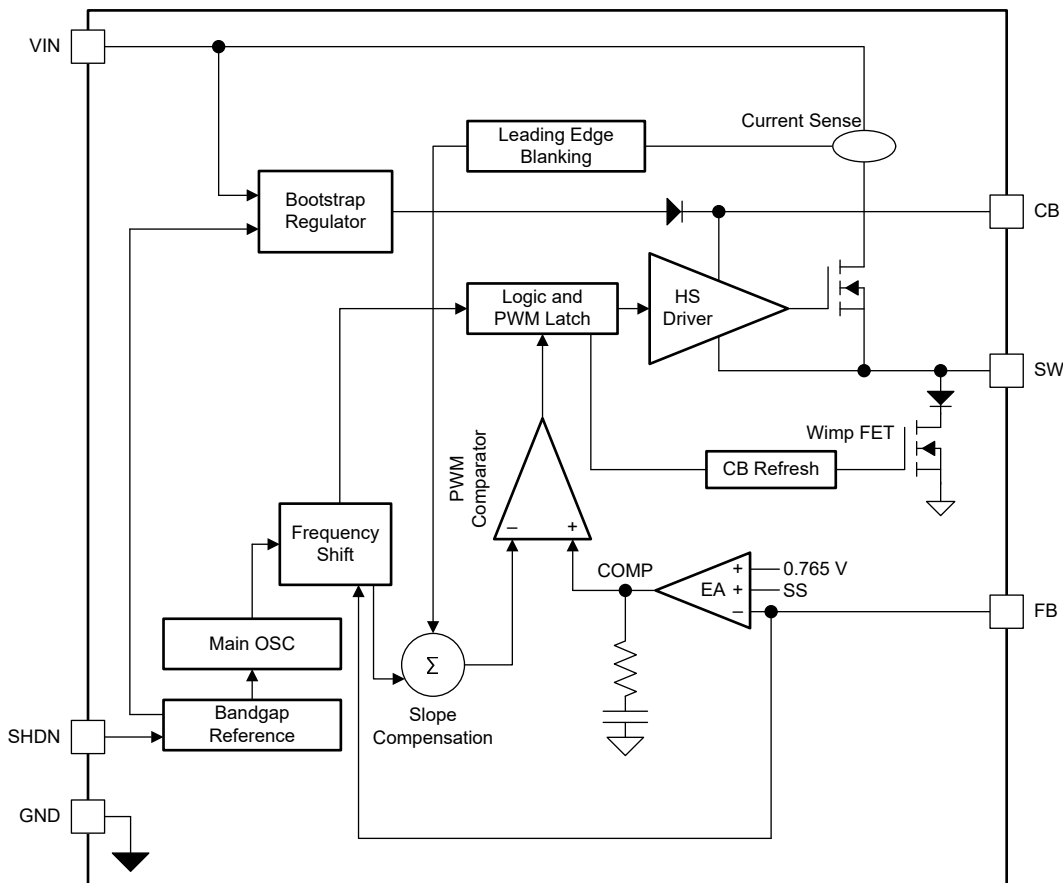 VIN
Current Sense
Leading Edge
Blanking
Bootstrap
Regulator
CB
Logic and
PWM Latch
HS
Driver
SW
Wimp FET
CB Refresh
PWM
Comparator
– +
Frequency
Shift
COMP
EA
+
+
–
0.765 V
SS
FB
Main OSC
Σ
Slope
Compensation
Bandgap
Reference
SHDN
GND